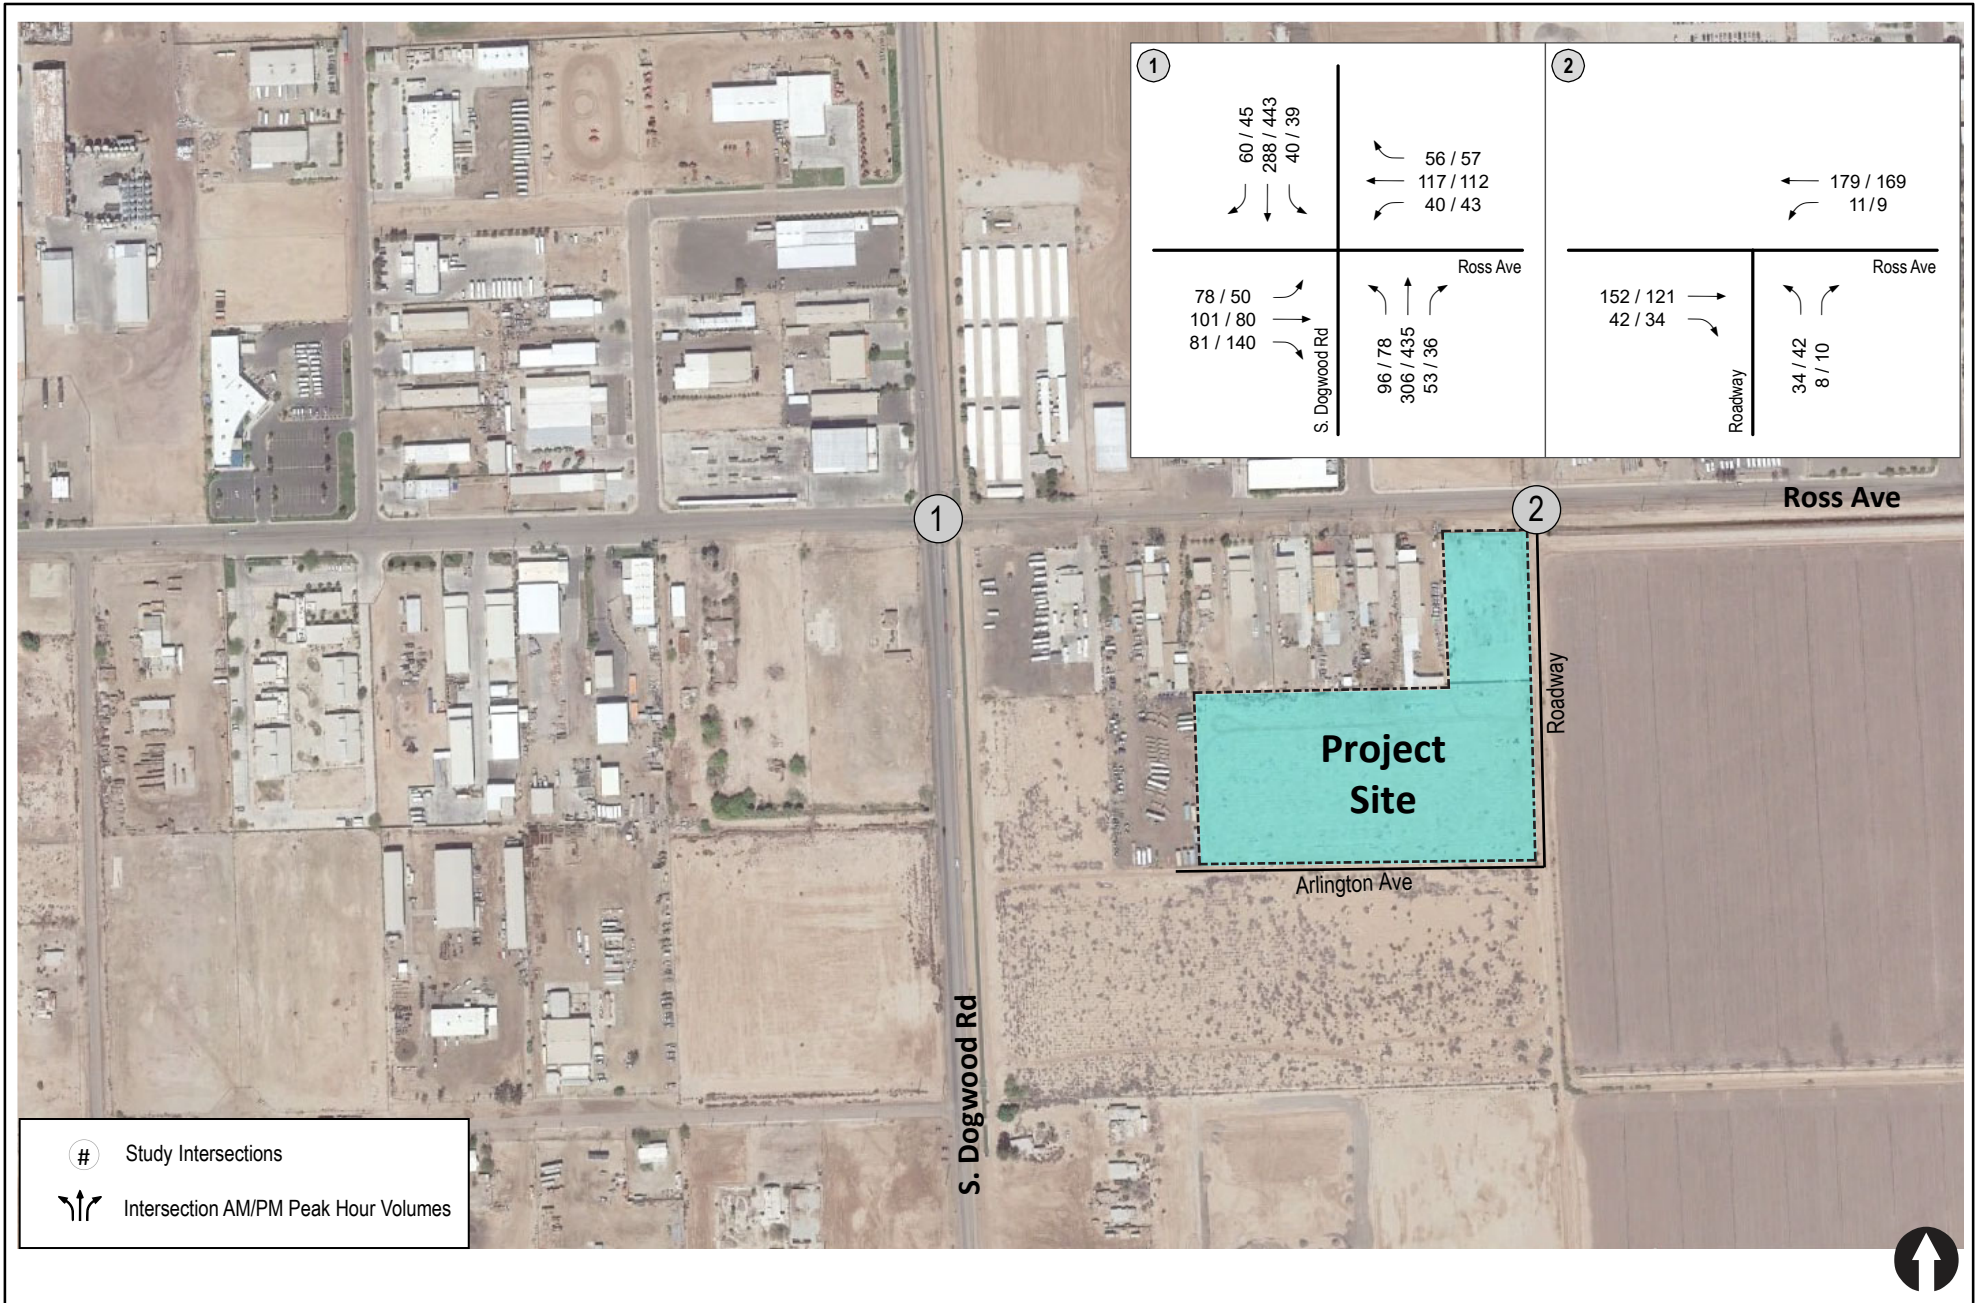 1
60 / 45
288 / 443
40 / 39
56 / 57
117 / 112
40 / 43
Ross Ave
78 / 50
101 / 80
81 / 140
S. Dogwood Rd
96 / 78
306 / 435
53 / 36
2
179 / 169
11 / 9
Ross Ave
152 / 121
42 / 34
Roadway
34 / 42
8 / 10
Ross Ave
1
2
Roadway
Project
Site
Arlington Ave
S. Dogwood Rd
# Study Intersections
Intersection AM/PM Peak Hour Volumes